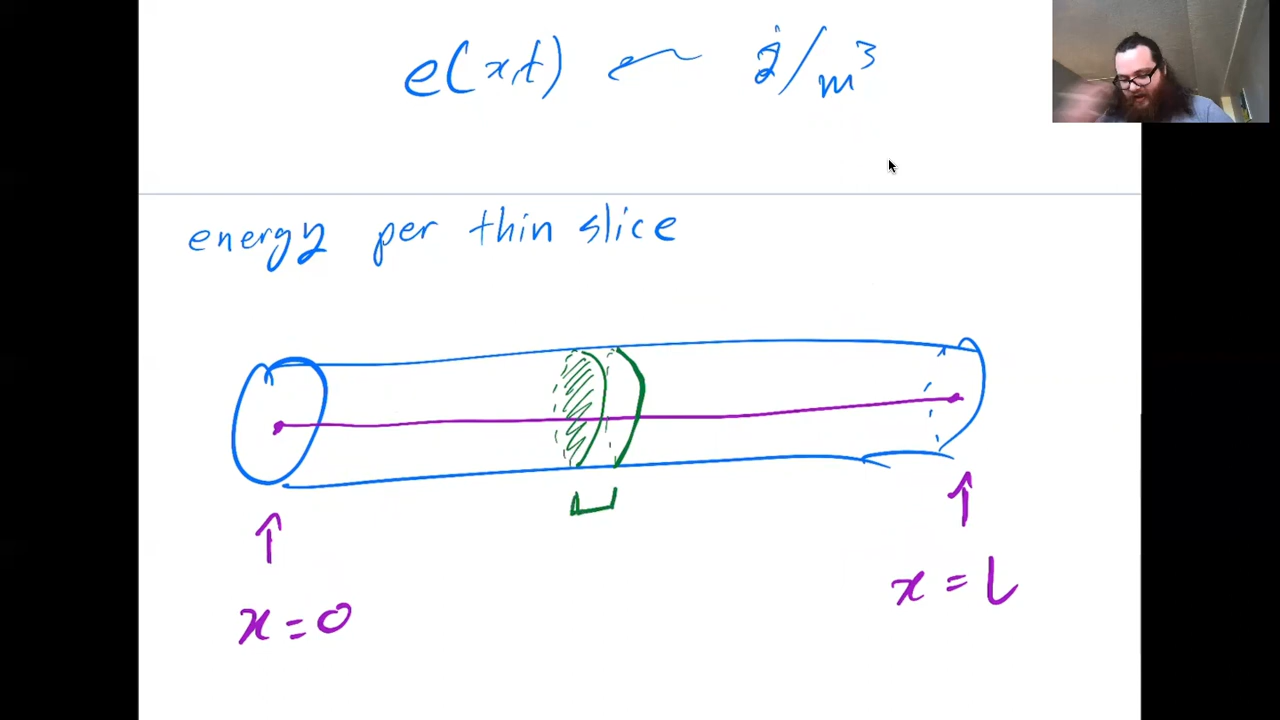 e(x,t) ~ j/m³
energy per thin slice
x=0
x=L